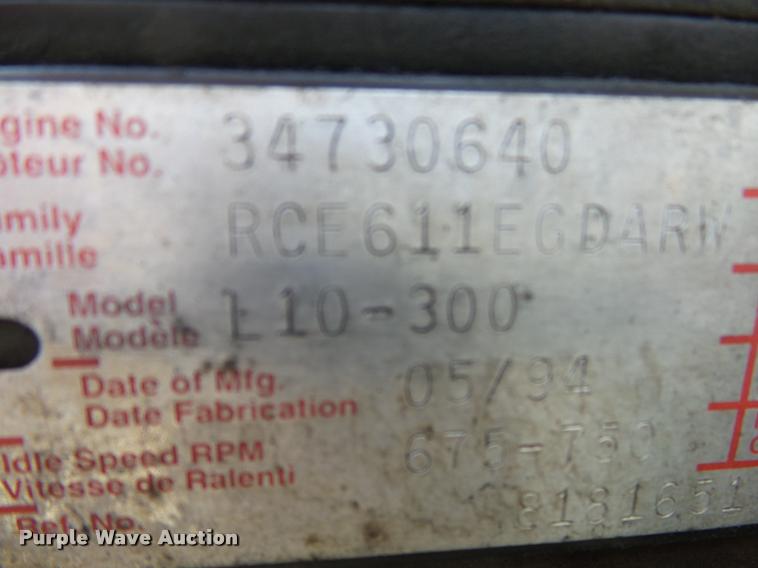 gine No. 34730640
oteur No.
amily RCE611EGDARW
amille
Model L10-300
Modèle
Date of Mfg. 05/94
Date Fabrication
Idle Speed RPM 675-750
Vitesse de Ralenti
Ref. No. 8181651
Purple Wave Auction